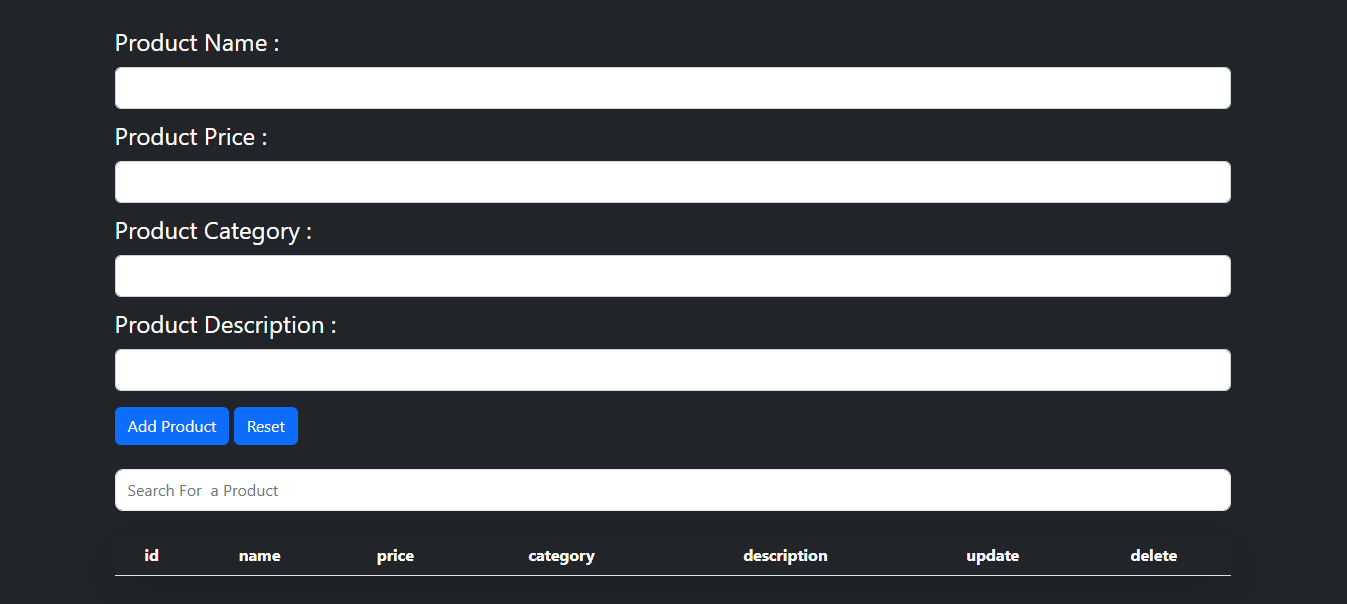 Product Name :
Product Price :
Product Category :
Product Description :
Add Product Reset
Search For  a Product
id name price category description update delete